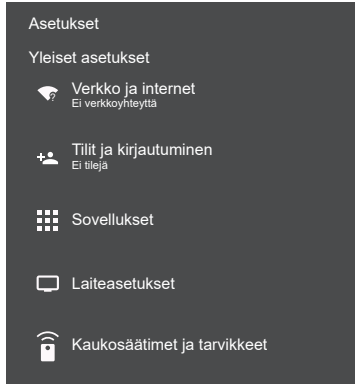 Asetukset
Yleiset asetukset
Verkko ja internet
Ei verkkoyhteyttä
Tilit ja kirjautuminen
Ei tilejä
Sovellukset
Laiteasetukset
Kaukosäätimet ja tarvikkeet